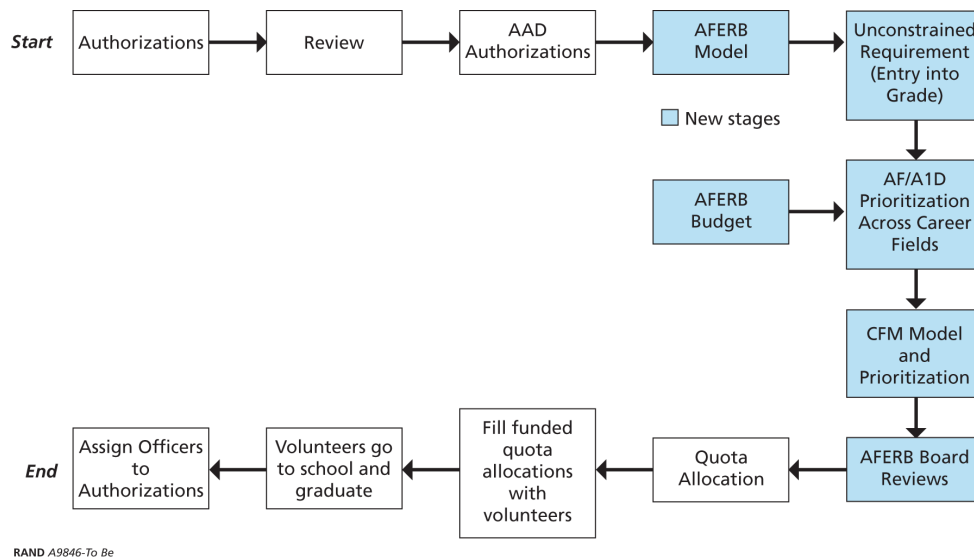 Start
Authorizations
Review
AAD
Authorizations
AFERB
Model
Unconstrained
Requirement
(Entry into
Grade)
New stages
AFERB
Budget
AF/A1D
Prioritization
Across Career
Fields
CFM Model
and
Prioritization
End
Assign Officers
to
Authorizations
Volunteers go
to school and
graduate
Fill funded
quota
allocations
with
volunteers
Quota
Allocation
AFERB Board
Reviews
RAND A9846-To Be